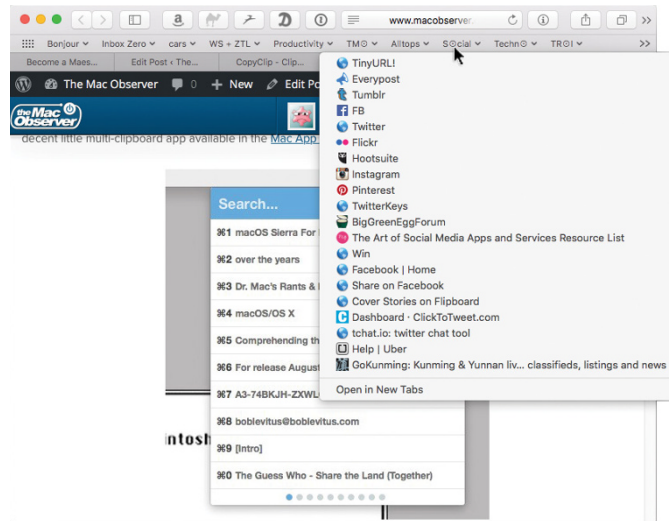 www.macobserver.
Bonjour Inbox Zero cars WS + ZTL Productivity TM⊙ Alltops S⊙cial Techn⊙ TR⊙I >>
Become a Maes... Edit Post ‹ The... CopyClip - Clip...
The Mac Observer 0 + New Edit Po
the Mac Observer
decent little multi-clipboard app available in the Mac App
TinyURL!
Everypost
Tumblr
FB
Twitter
Flickr
Hootsuite
Instagram
Pinterest
TwitterKeys
BigGreenEggForum
The Art of Social Media Apps and Services Resource List
Win
Facebook | Home
Share on Facebook
Cover Stories on Flipboard
Dashboard · ClickToTweet.com
tchat.io: twitter chat tool
Help | Uber
GoKunming: Kunming & Yunnan liv... classifieds, listings and news
Open in New Tabs
Search...
⌘1 macOS Sierra For
⌘2 over the years
⌘3 Dr. Mac's Rants &
⌘4 macOS/OS X
⌘5 Comprehending th
⌘6 For release August
⌘7 A3-74BKJH-ZXWL
⌘8 boblevitus@boblevitus.com
⌘9 [Intro]
⌘0 The Guess Who - Share the Land (Together)
intosh